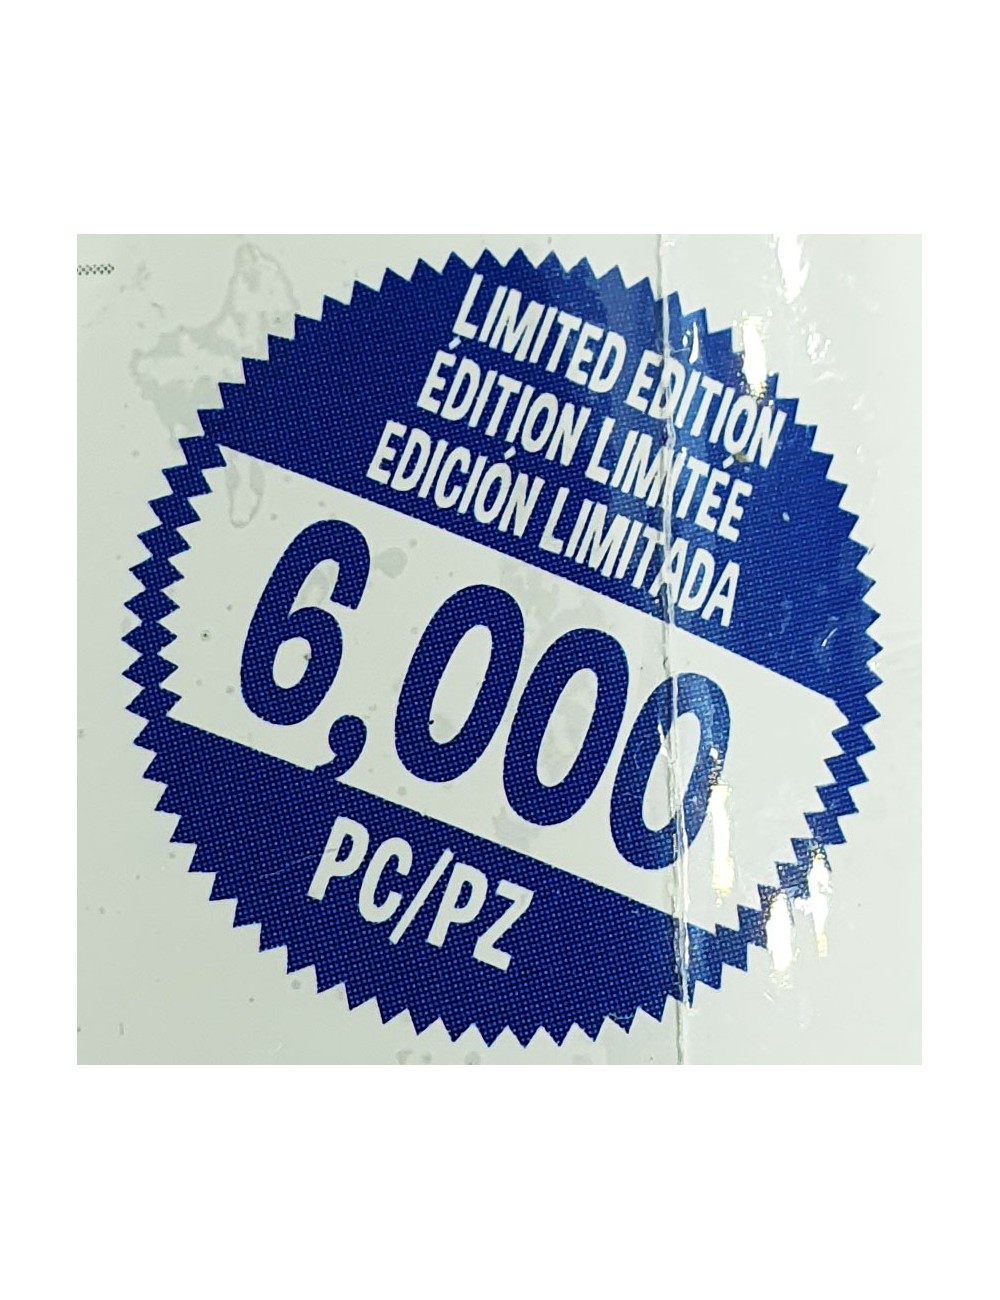 LIMITED EDITION
ÉDITION LIMITÉE
EDICIÓN LIMITADA
6,000
PC/PZ